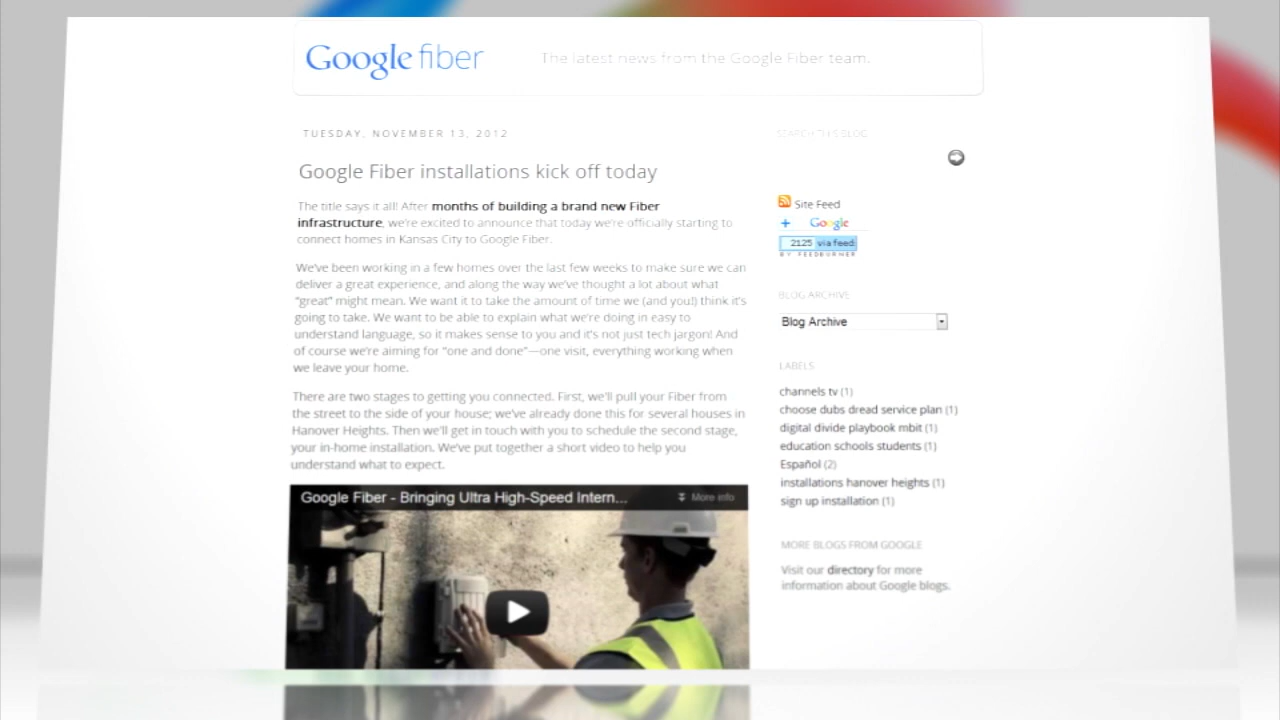 Google fiber
The latest news from the Google Fiber team.
TUESDAY, NOVEMBER 13, 2012
Google Fiber installations kick off today
The title says it all! After months of building a brand new Fiber
infrastructure, we're excited to announce that today we're officially starting to
connect homes in Kansas City to Google Fiber.
We've been working in a few homes over the last few weeks to make sure we can
deliver a great experience, and along the way we've thought a lot about what
“great” might mean. We want it to take the amount of time we (and you!) think it's
going to take. We want to be able to explain what we're doing in easy to
understand language, so it makes sense to you and it's not just tech jargon! And
of course we're aiming for “one and done”—one visit, everything working when
we leave your home.
There are two stages to getting you connected. First, we'll pull your Fiber from
the street to the side of your house; we've already done this for several houses in
Hanover Heights. Then we'll get in touch with you to schedule the second stage,
your in-home installation. We've put together a short video to help you
understand what to expect.
Google Fiber - Bringing Ultra High-Speed Intern...
More info
SEARCH THIS BLOG
Site Feed
+ Google
2125 via feed
BY FEEDBURNER
BLOG ARCHIVE
Blog Archive
LABELS
channels tv (1)
choose dubs dread service plan (1)
digital divide playbook mbit (1)
education schools students (1)
Español (2)
installations hanover heights (1)
sign up installation (1)
MORE BLOGS FROM GOOGLE
Visit our directory for more
information about Google blogs.